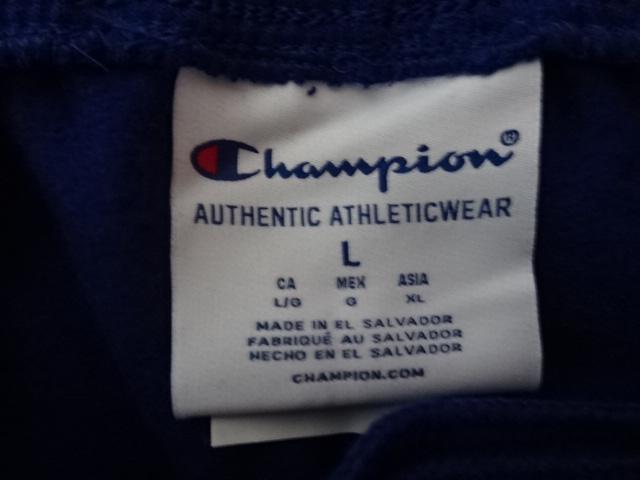 Champion®
AUTHENTIC ATHLETICWEAR
L
CA MEX ASIA
L/G G XL
MADE IN EL SALVADOR
FABRIQUÉ AU SALVADOR
HECHO EN EL SALVADOR
CHAMPION.COM